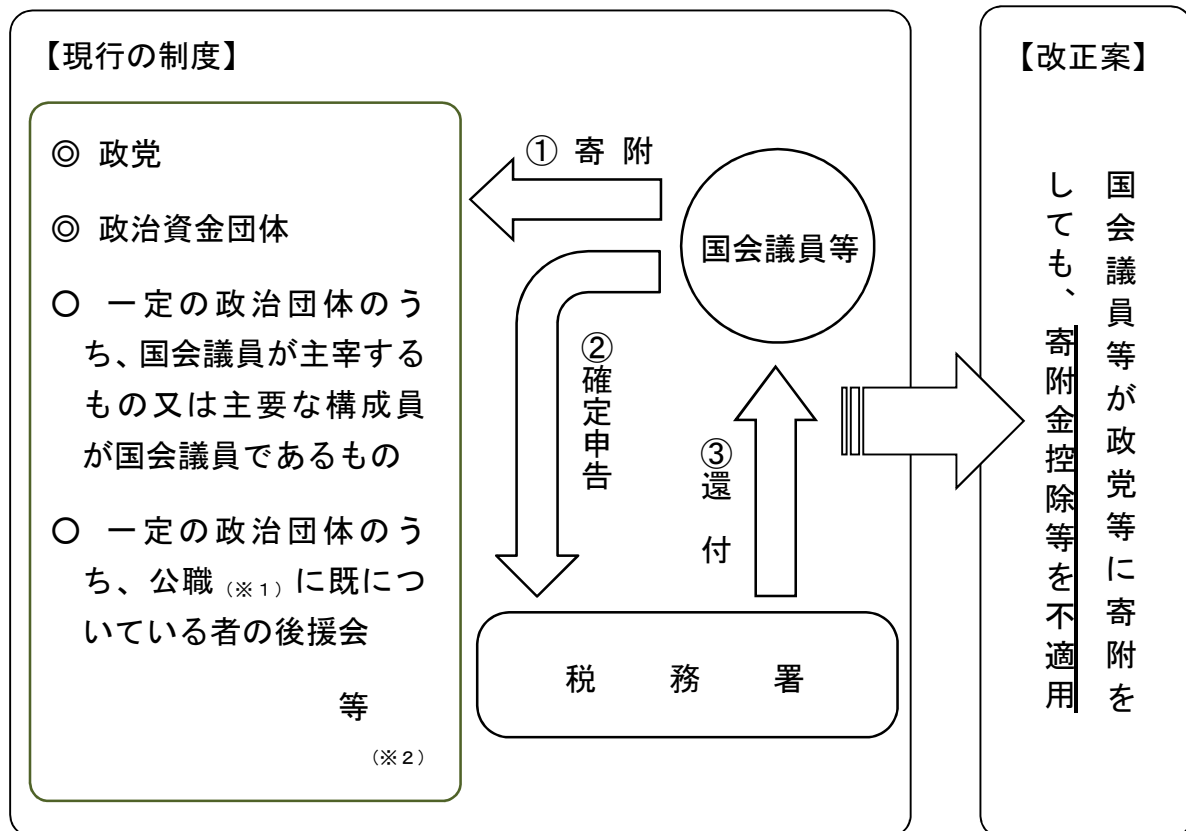 【現行の制度】
◎ 政党
◎ 政治資金団体
○ 一定の政治団体のう
ち、国会議員が主宰する
もの又は主要な構成員
が国会議員であるもの
○ 一定の政治団体のう
ち、公職(※1)に既につ
いている者の後援会
等
(※2)
①寄附
国会議員等
②確定申告
③還付
税務署
【改正案】
国会議員等が政党等に寄附を
しても、寄附金控除等を不適用